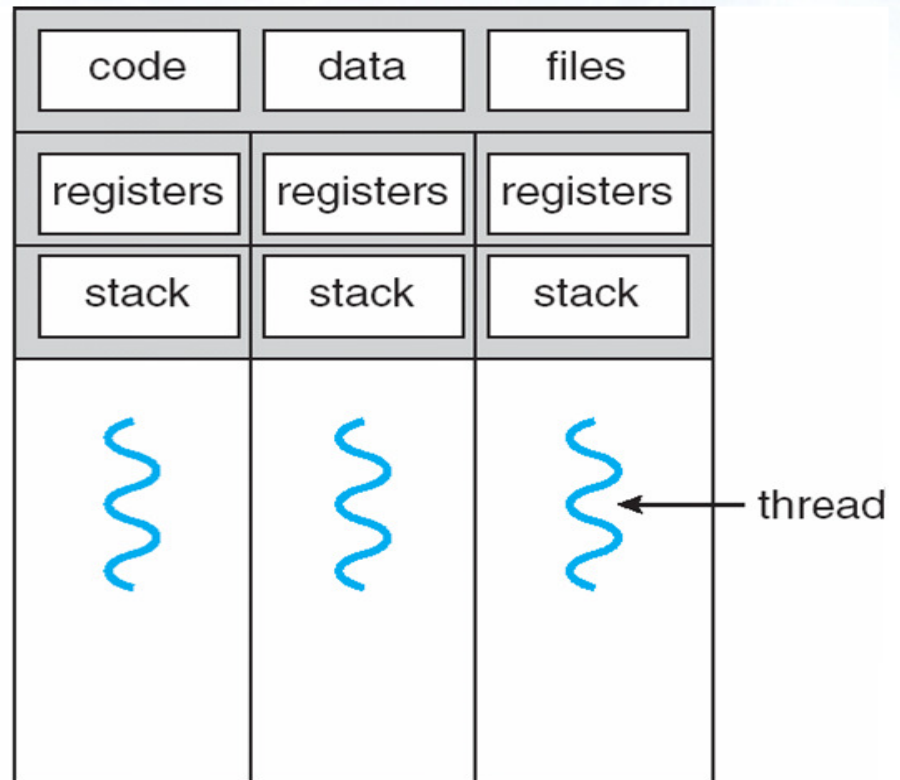 code data files
registers registers registers
stack stack stack
thread